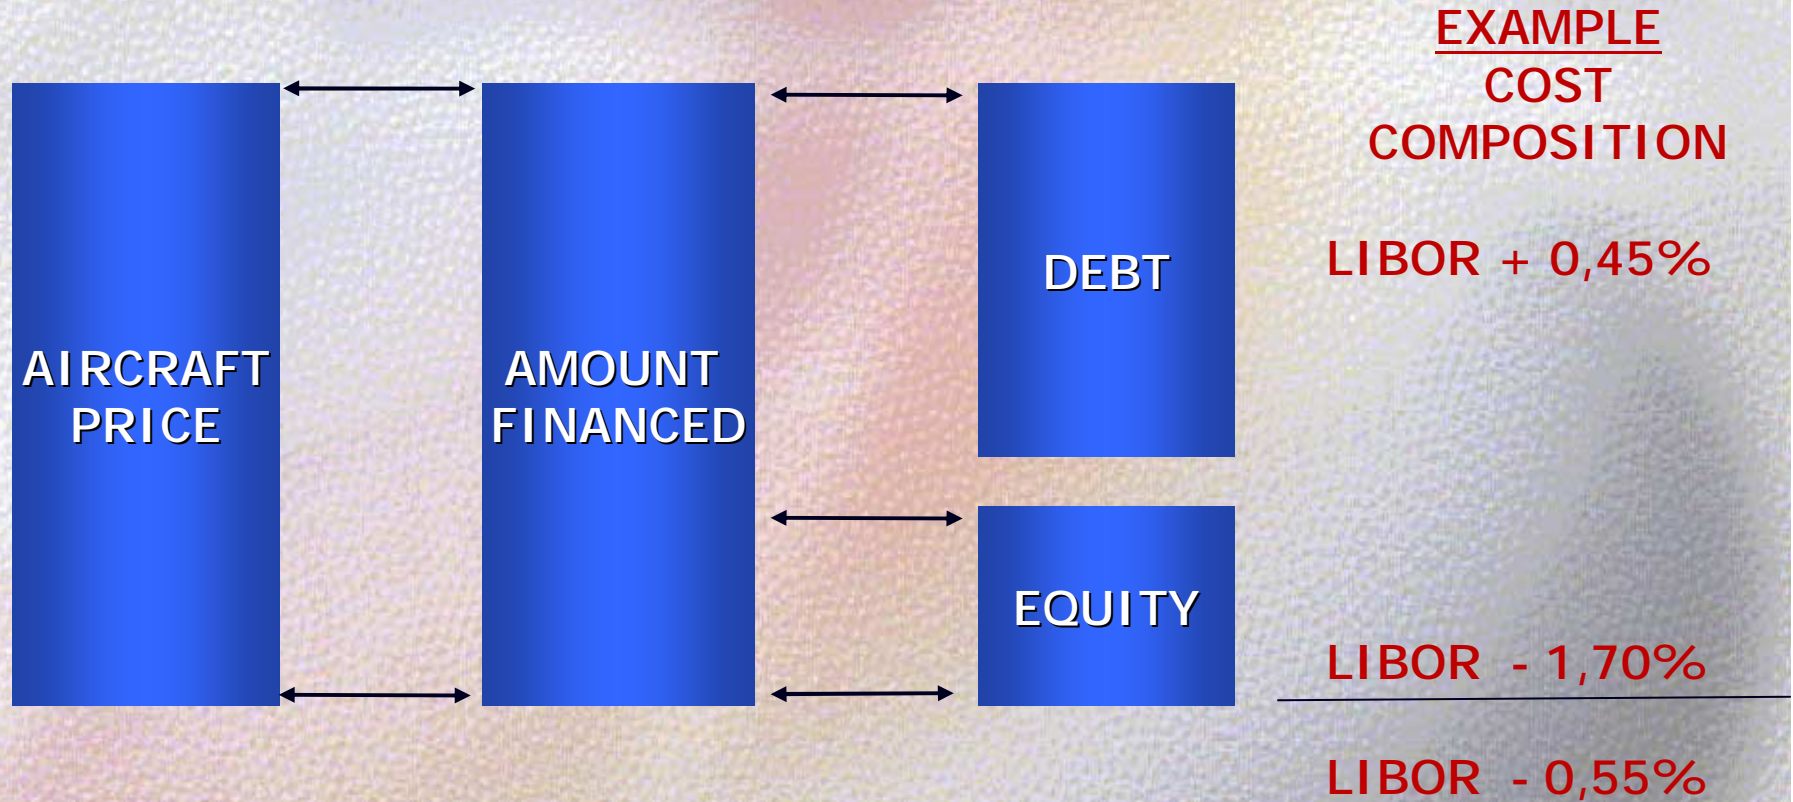 EXAMPLE
COST
COMPOSITION
DEBT
LIBOR + 0,45%
AIRCRAFT
PRICE
AMOUNT
FINANCED
EQUITY
LIBOR - 1,70%
LIBOR - 0,55%